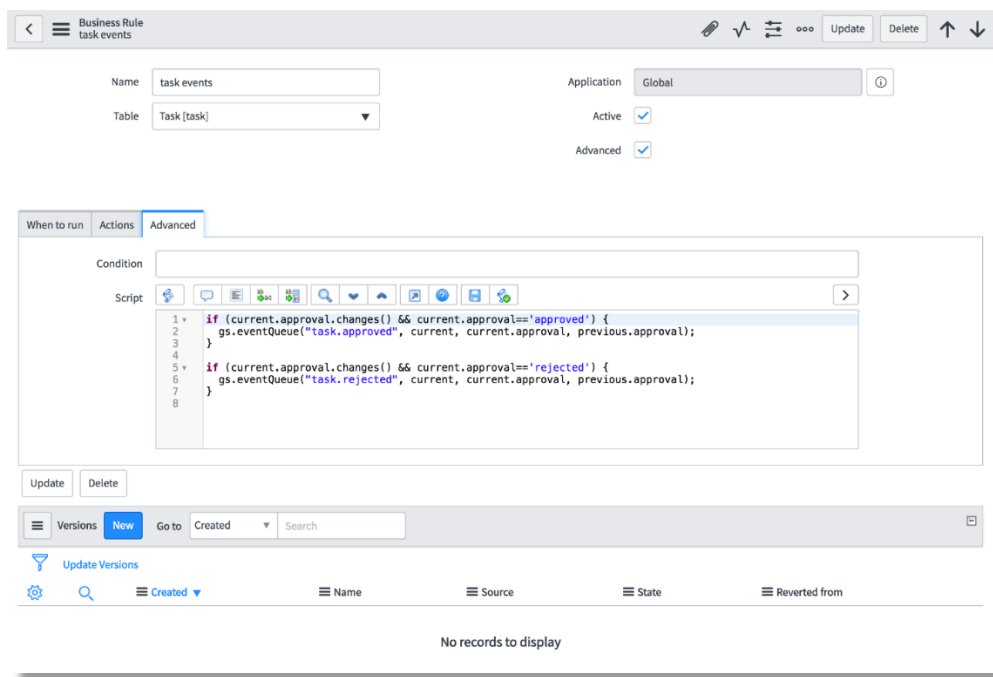 Business Rule
task events
Update
Delete
Name
task events
Application
Global
Table
Task [task]
Active
Advanced
When to run
Actions
Advanced
Condition
Script
1 if (current.approval.changes() && current.approval=='approved') {
2   gs.eventQueue("task.approved", current, current.approval, previous.approval);
3 }
4
5 if (current.approval.changes() && current.approval=='rejected') {
6   gs.eventQueue("task.rejected", current, current.approval, previous.approval);
7 }
8
Update
Delete
Versions
New
Go to
Created
Search
Update Versions
Created
Name
Source
State
Reverted from
No records to display